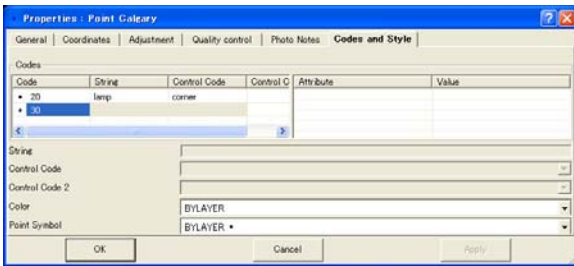 Properties : Point Calgary
General Coordinates Adjustment Quality control Photo Notes Codes and Style
Codes
Code String Control Code Control C Attribute Value
• 20 lamp corner
• 30
String
Control Code
Control Code 2
Color BYLAYER
Point Symbol BYLAYER •
OK Cancel Apply